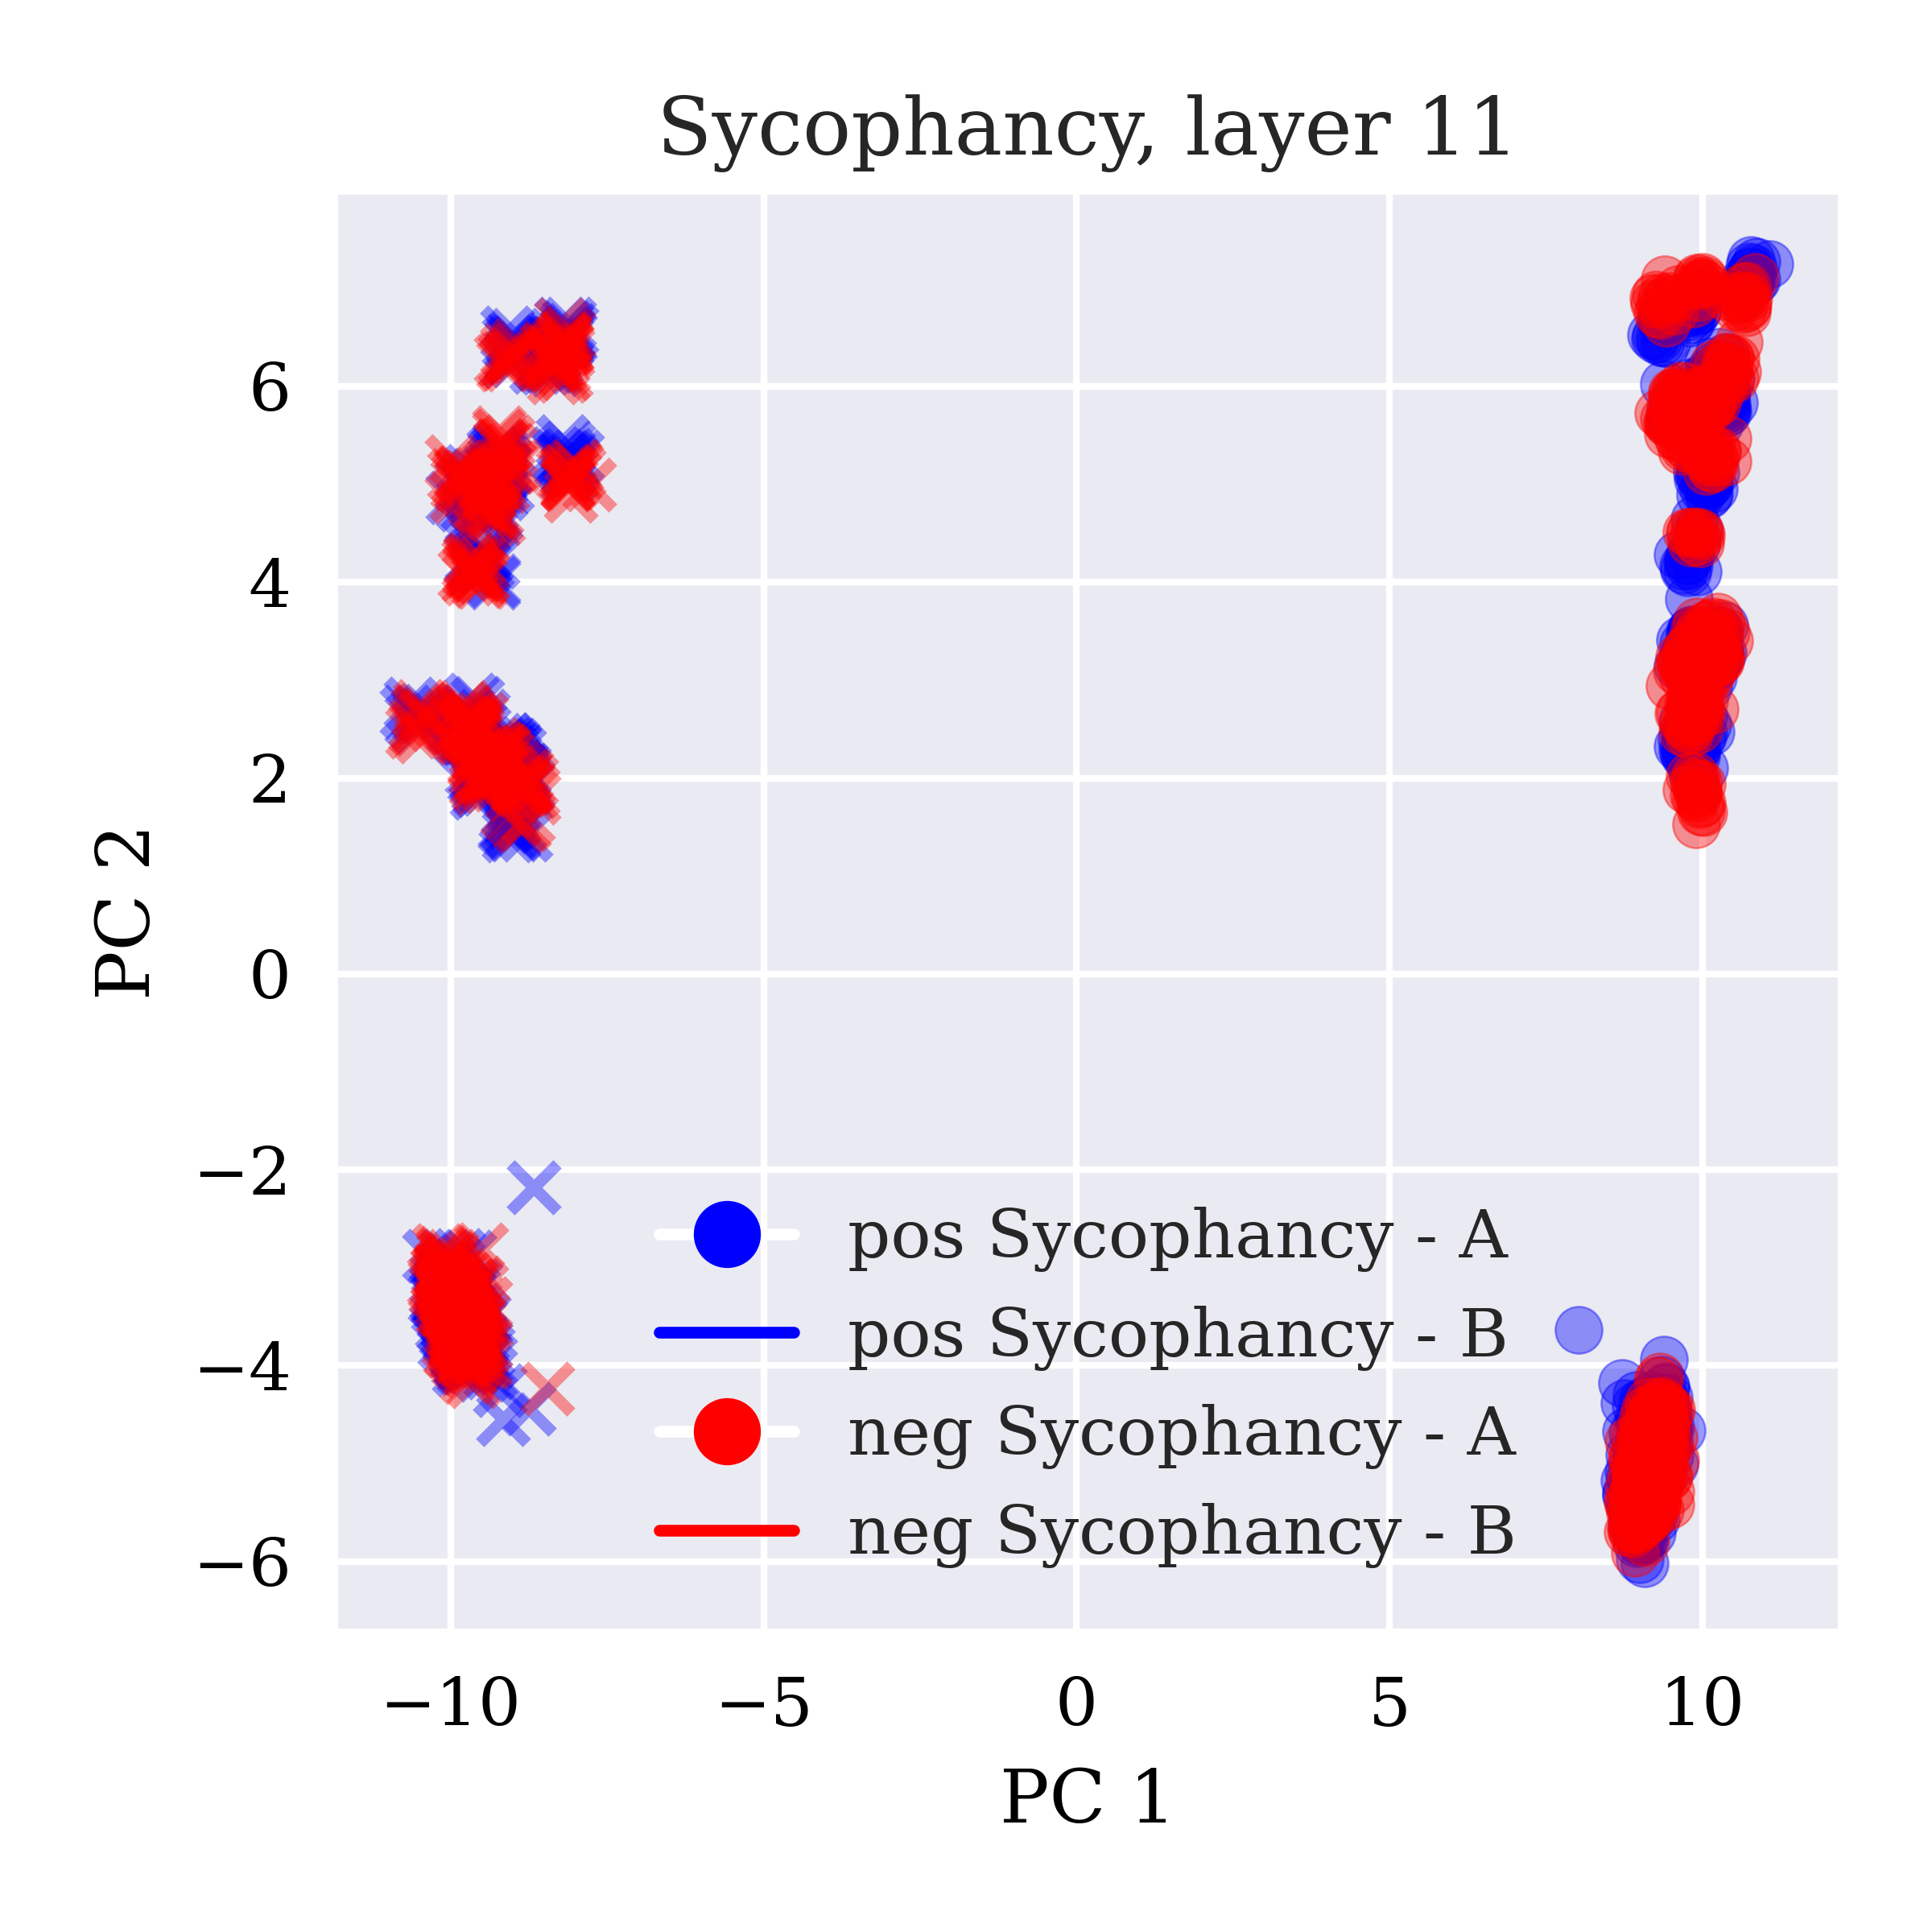 Sycophancy, layer 11
PC 2
6
4
2
0
−2
−4
−6
pos Sycophancy - A
pos Sycophancy - B
neg Sycophancy - A
neg Sycophancy - B
−10 −5 0 5 10
PC 1